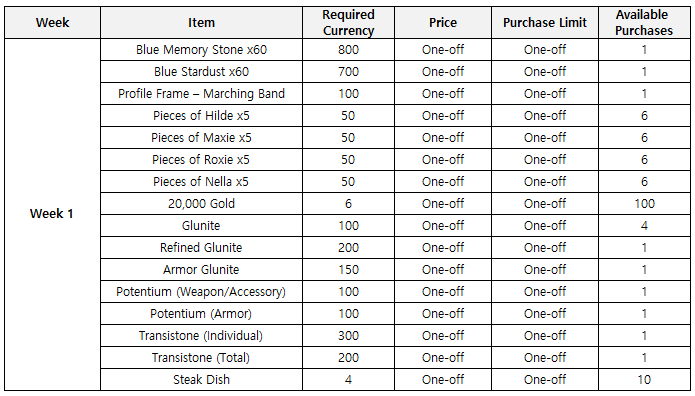 Week Item Required Currency Price Purchase Limit Available Purchases
Week 1
Blue Memory Stone x60 800 One-off One-off 1
Blue Stardust x60 700 One-off One-off 1
Profile Frame – Marching Band 100 One-off One-off 1
Pieces of Hilde x5 50 One-off One-off 6
Pieces of Maxie x5 50 One-off One-off 6
Pieces of Roxie x5 50 One-off One-off 6
Pieces of Nella x5 50 One-off One-off 6
20,000 Gold 6 One-off One-off 100
Glunite 100 One-off One-off 4
Refined Glunite 200 One-off One-off 1
Armor Glunite 150 One-off One-off 1
Potentium (Weapon/Accessory) 100 One-off One-off 1
Potentium (Armor) 100 One-off One-off 1
Transistone (Individual) 300 One-off One-off 1
Transistone (Total) 200 One-off One-off 1
Steak Dish 4 One-off One-off 10